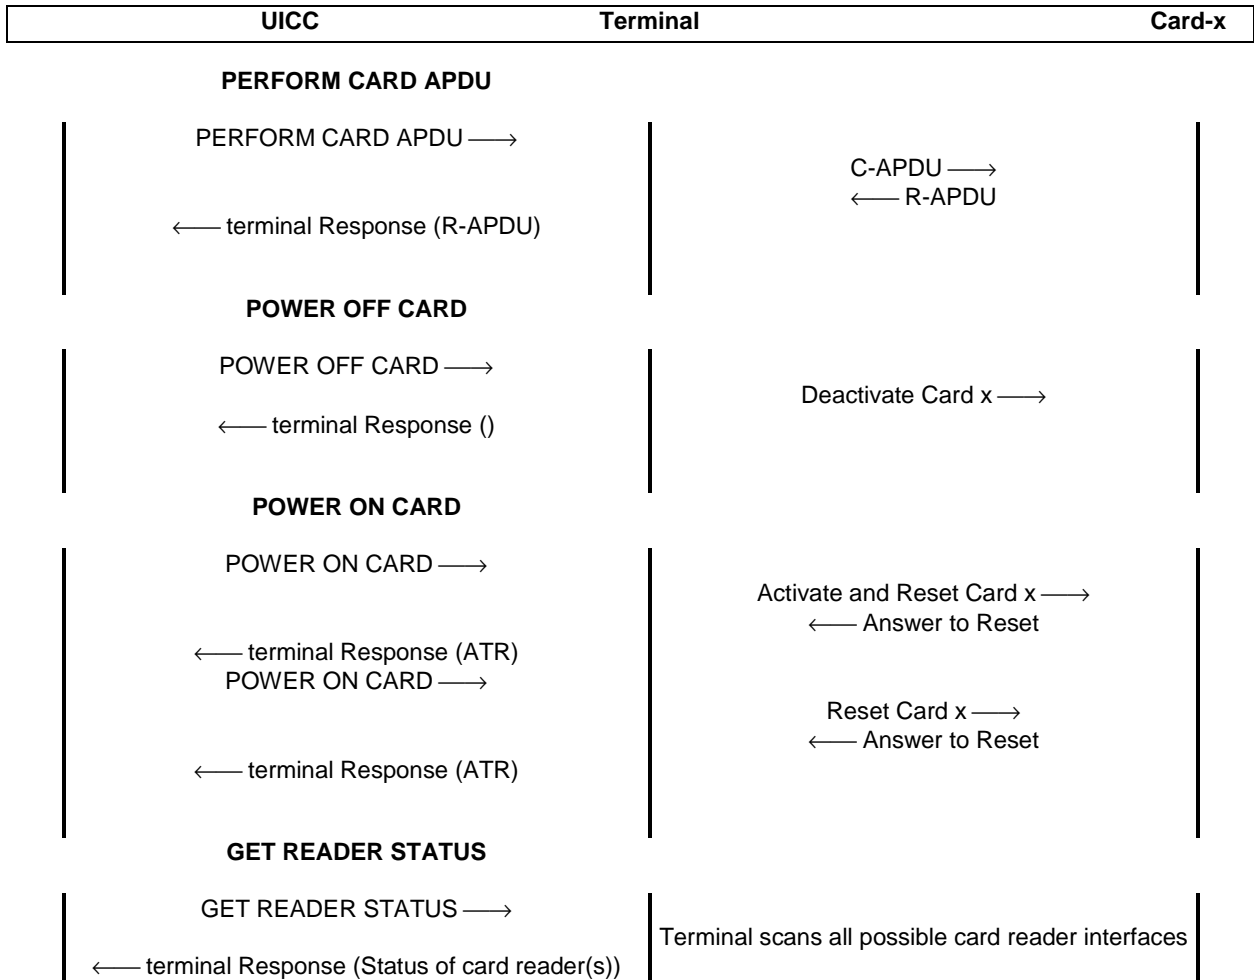 UICC Terminal Card-x
PERFORM CARD APDU
PERFORM CARD APDU ⟶
C-APDU ⟶
⟵ R-APDU
⟵ terminal Response (R-APDU)
POWER OFF CARD
POWER OFF CARD ⟶
Deactivate Card x ⟶
⟵ terminal Response ()
POWER ON CARD
POWER ON CARD ⟶
Activate and Reset Card x ⟶
⟵ Answer to Reset
⟵ terminal Response (ATR)
POWER ON CARD ⟶
Reset Card x ⟶
⟵ Answer to Reset
⟵ terminal Response (ATR)
GET READER STATUS
GET READER STATUS ⟶
Terminal scans all possible card reader interfaces
⟵ terminal Response (Status of card reader(s))